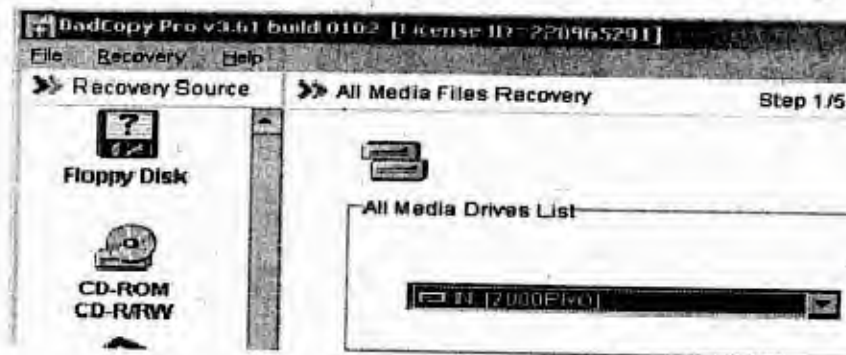 BadCopy Pro v3.61 build 0102 [License ID=220965291]
File Recovery Help
Recovery Source
All Media Files Recovery
Step 1/5
Floppy Disk
All Media Drives List
CD-ROM
CD-R/RW
N: